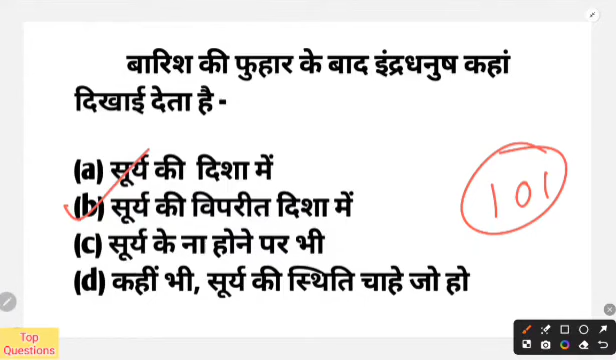 बारिश की फुहार के बाद इंद्रधनुष कहां
दिखाई देता है -
(a) सूर्य की दिशा में
(b) सूर्य की विपरीत दिशा में
(c) सूर्य के ना होने पर भी
(d) कहीं भी, सूर्य की स्थिति चाहे जो हो
101
Top
Questions